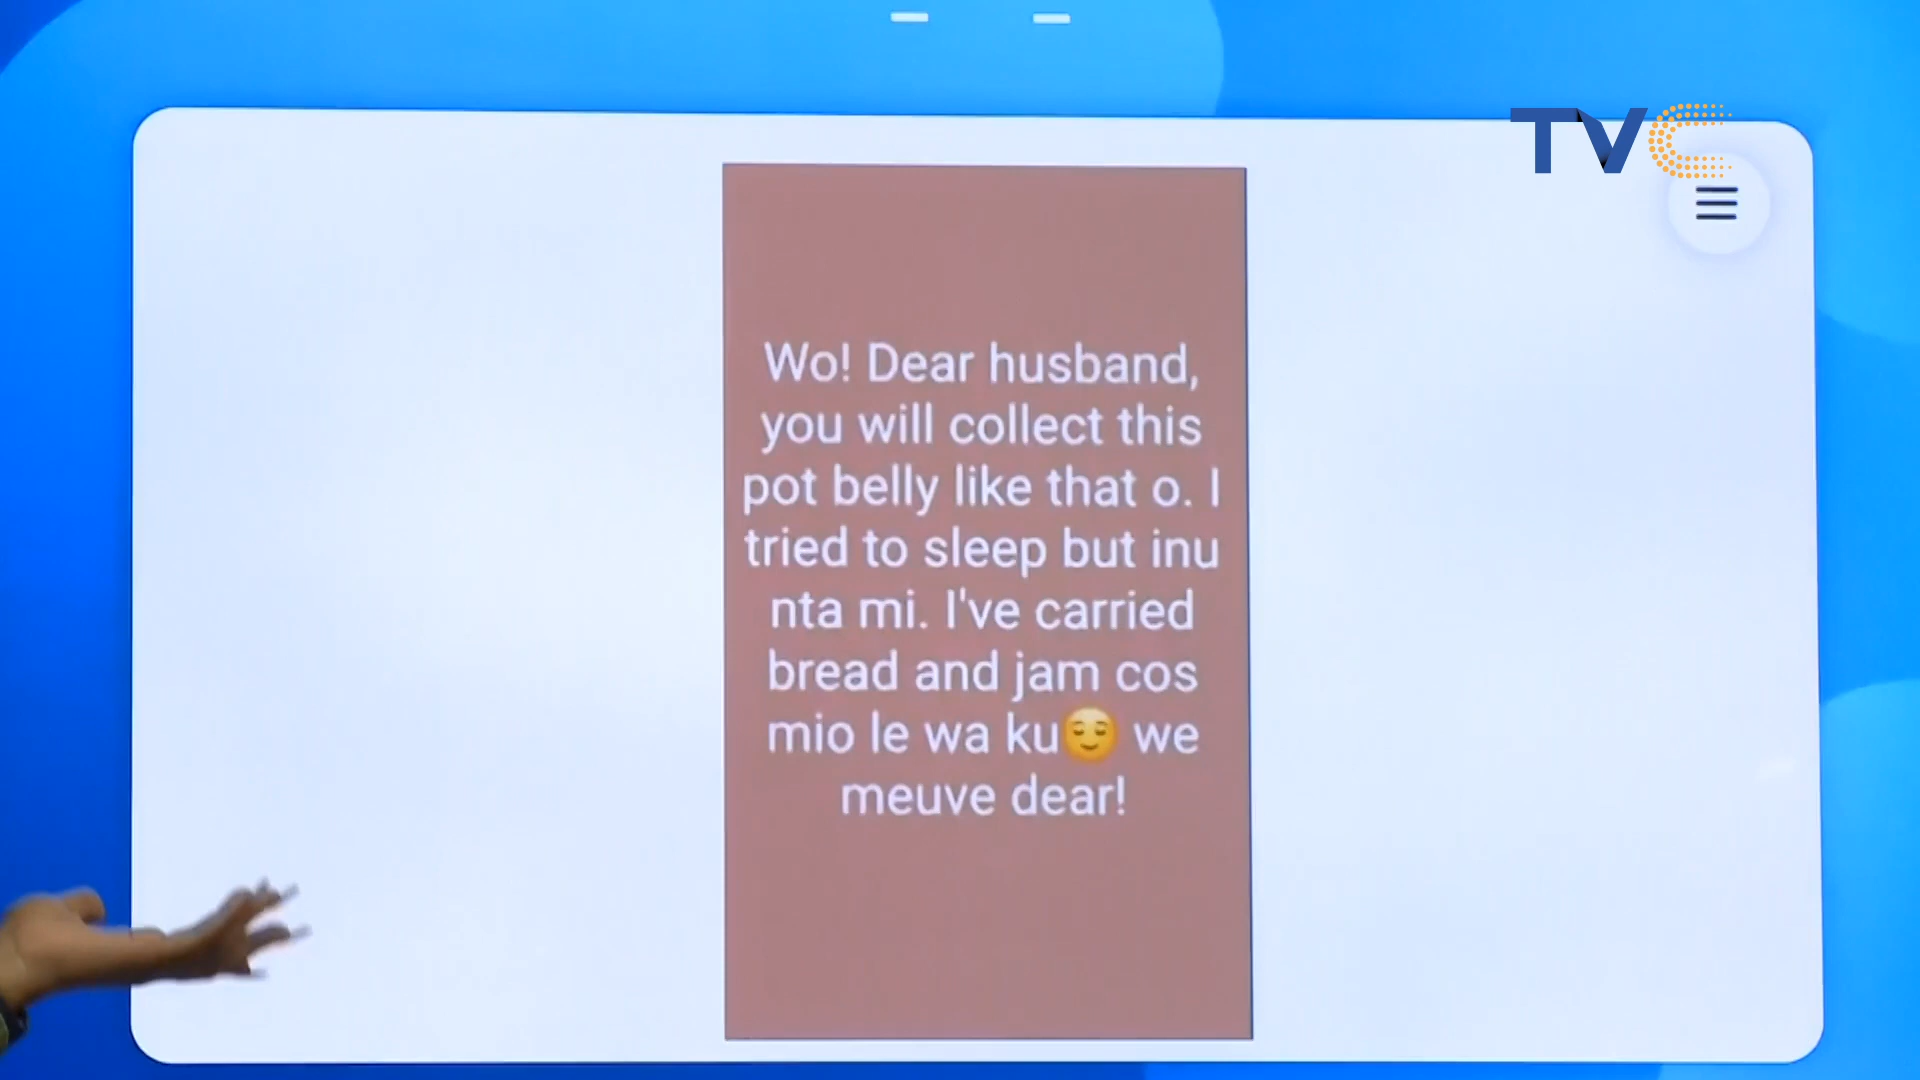 TVC
Wo! Dear husband,
you will collect this
pot belly like that o. I
tried to sleep but inu
nta mi. I've carried
bread and jam cos
mio le wa ku😌 we
meuve dear!